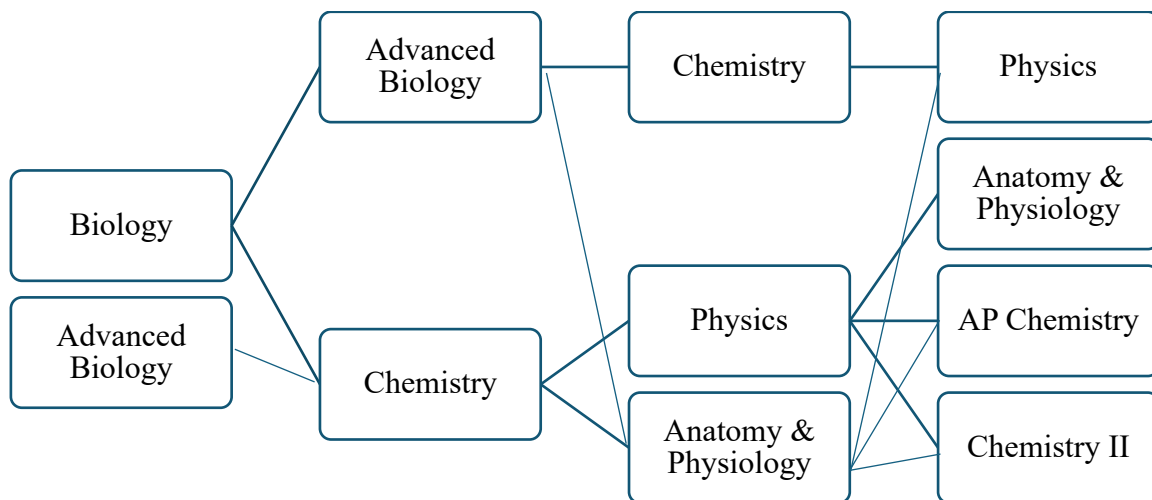 Biology
Advanced
Biology
Advanced
Biology
Chemistry
Chemistry
Physics
Anatomy &
Physiology
Physics
Anatomy &
Physiology
AP Chemistry
Chemistry II